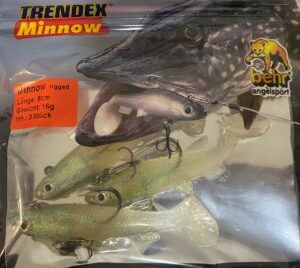 TRENDEX
Minnow
behr
angelsport
Minnow rigged
Länge: 8cm
Gewicht: 16g
Inh.: 3 Stück